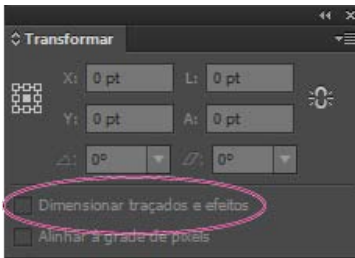 Transformar
X: 0 pt L: 0 pt
Y: 0 pt A: 0 pt
0° 0°
Dimensionar traçados e efeitos
Alinhar à grade de pixels